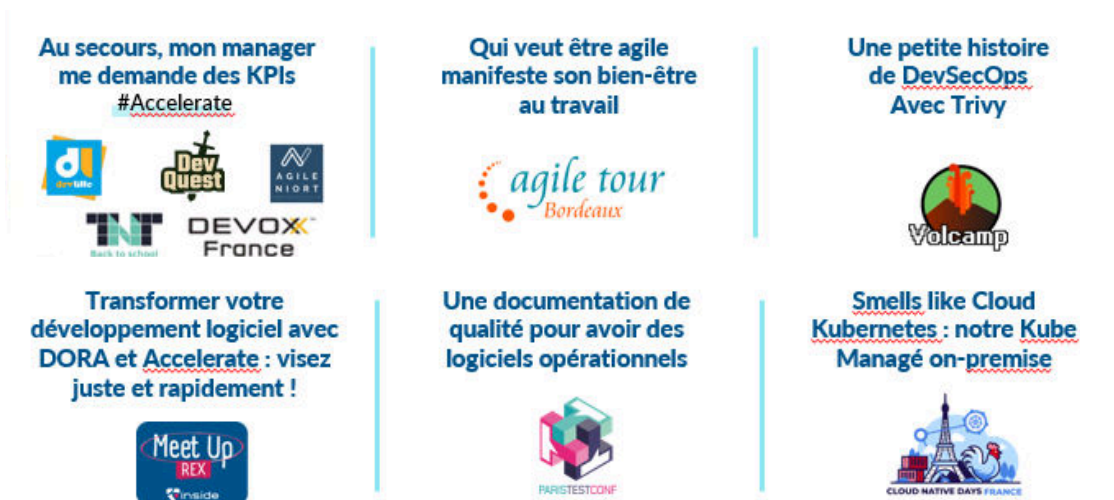 Au secours, mon manager
me demande des KPIs
#Accelerate
dl
devlille
Dev
Quest
AGILE
NIORT
TNT
Back to school
DEVOXX™
France
Qui veut être agile
manifeste son bien-être
au travail
agile tour
Bordeaux
Une petite histoire
de DevSecOps
Avec Trivy
Volcamp
Transformer votre
développement logiciel avec
DORA et Accelerate : visez
juste et rapidement !
Meet Up
REX
inside
Une documentation de
qualité pour avoir des
logiciels opérationnels
PARISTESTCONF
Smells like Cloud
Kubernetes : notre Kube
Managé on-premise
CLOUD NATIVE DAYS FRANCE